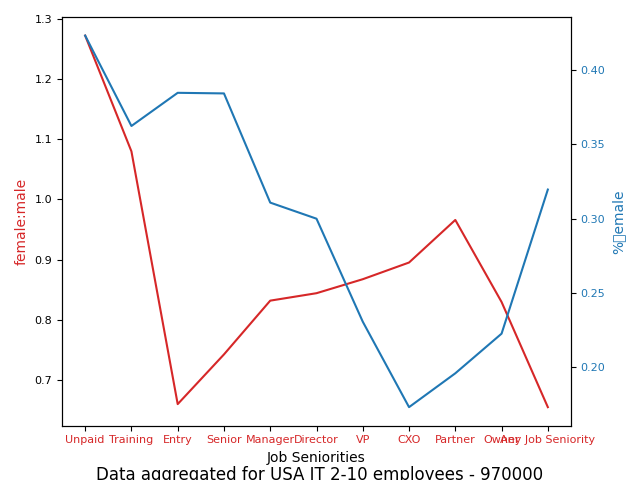 1.3
1.2
1.1
1.0
0.9
0.8
0.7
female:male
0.40
0.35
0.30
0.25
0.20
%▯emale
Unpaid Training Entry Senior Manager Director VP CXO Partner Owner Any Job Seniority
Job Seniorities
Data aggregated for USA IT 2-10 employees - 970000